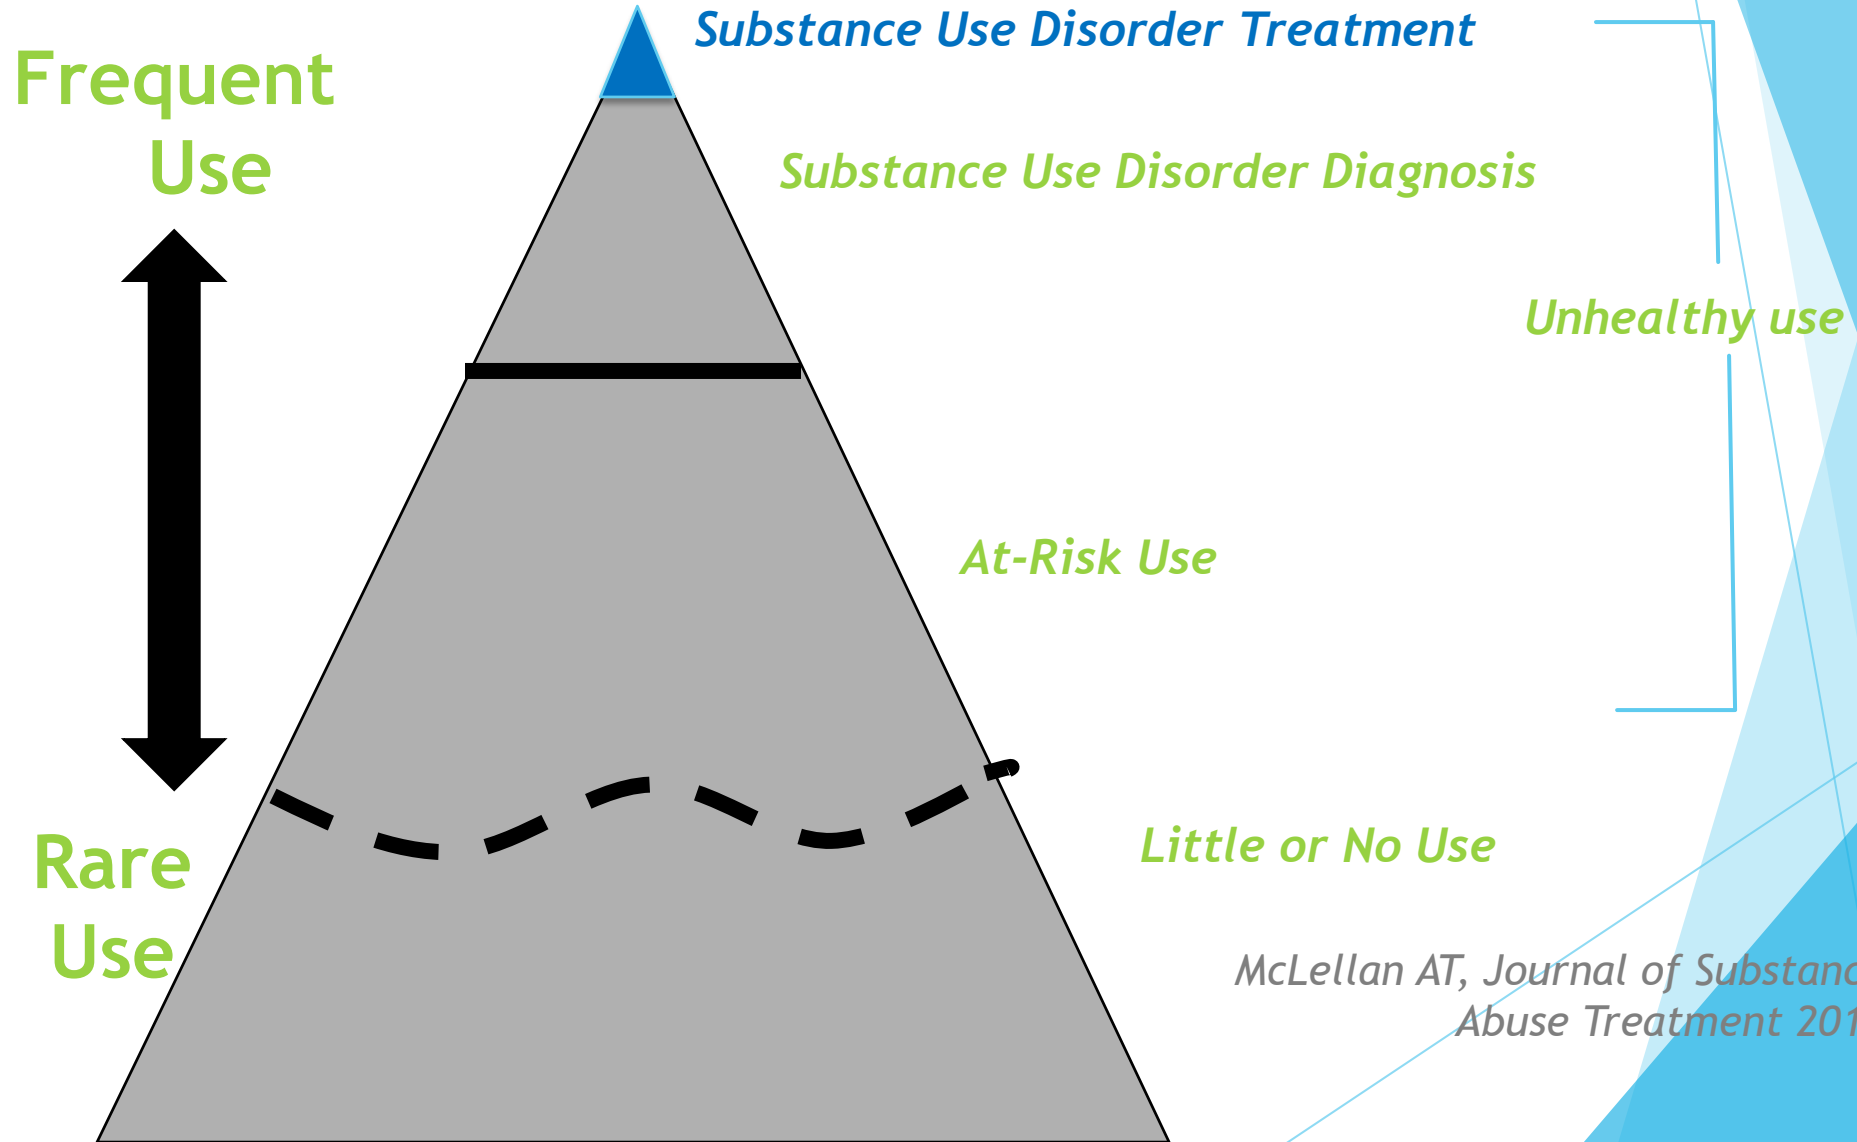 Substance Use Disorder Treatment
Frequent
Use
Substance Use Disorder Diagnosis
Unhealthy use
At-Risk Use
Little or No Use
Rare
Use
McLellan AT, Journal of
Abuse Treatment